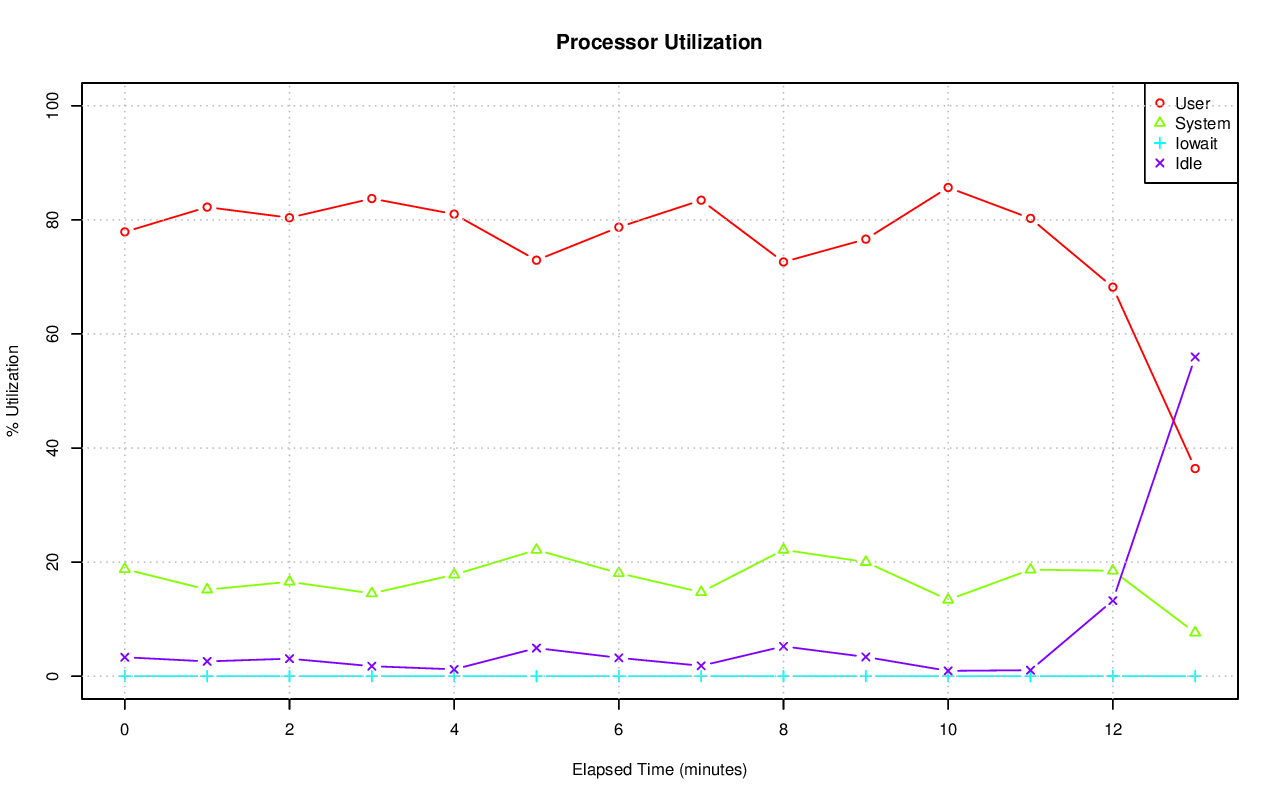 Processor Utilization
User
System
Iowait
Idle
% Utilization
100
80
60
40
20
0
0 2 4 6 8 10 12
Elapsed Time (minutes)